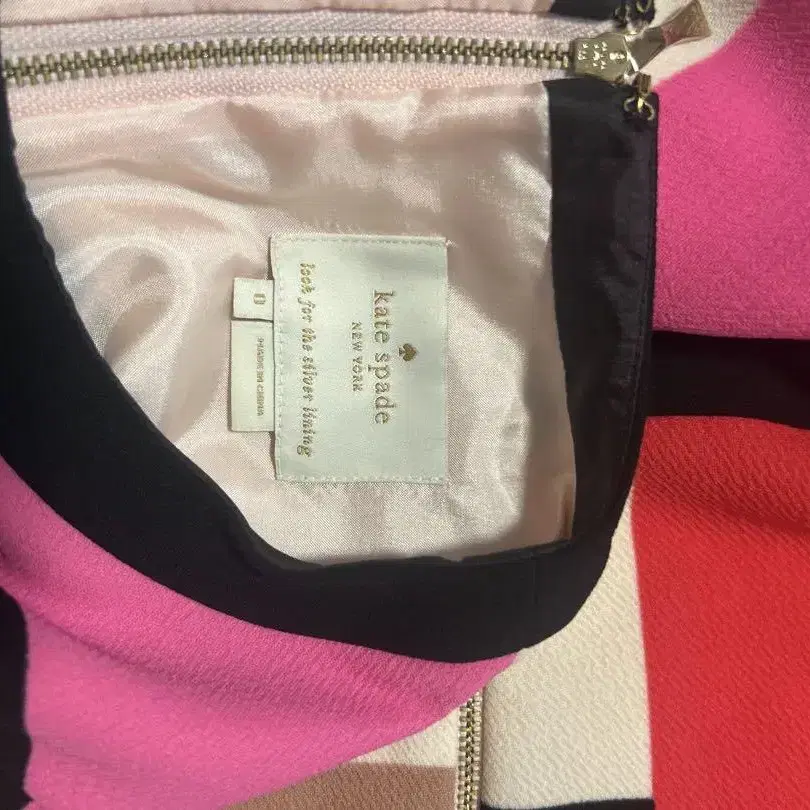 kate spade
NEW YORK
look for the silver lining
0
MADE IN CHINA